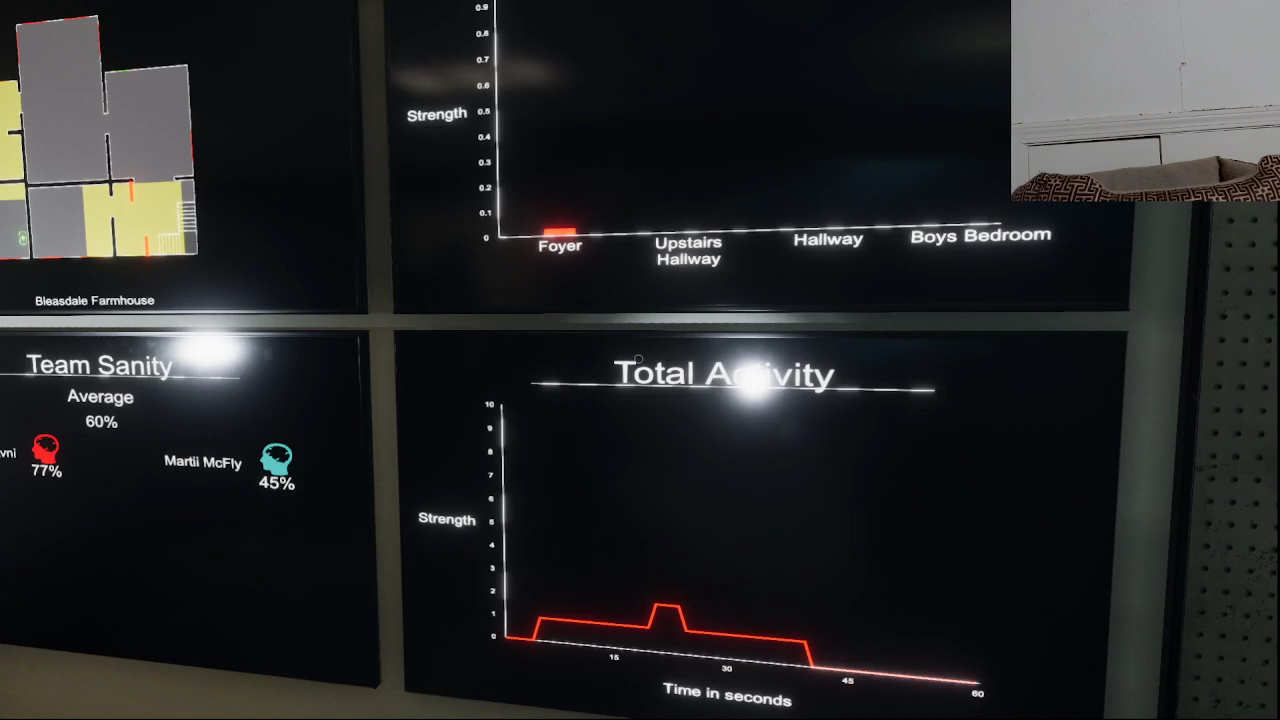 Bleasdale Farmhouse
0.9
0.8
0.7
0.6
0.5
0.4
0.3
0.2
0.1
0
Strength
Foyer
Upstairs
Hallway
Hallway
Boys Bedroom
Team Sanity
Average
60%
vni
77%
Martii McFly
45%
Total Activity
10
9
8
7
6
5
4
3
2
1
0
Strength
15
30
45
60
Time in seconds